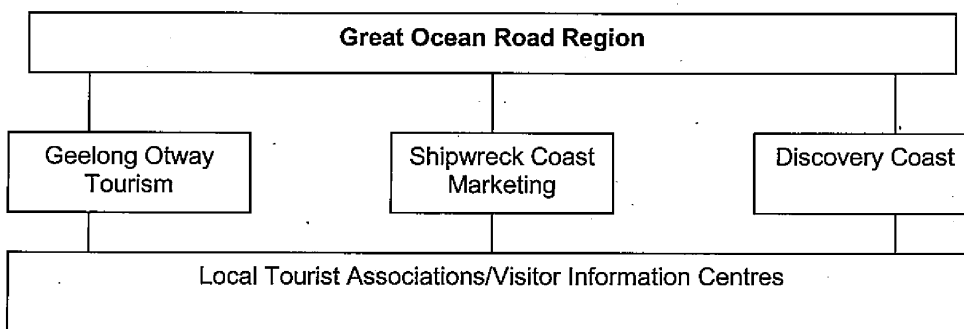 Great Ocean Road Region
Geelong Otway
Tourism
Shipwreck Coast
Marketing
Discovery Coast
Local Tourist Associations/Visitor Information Centres